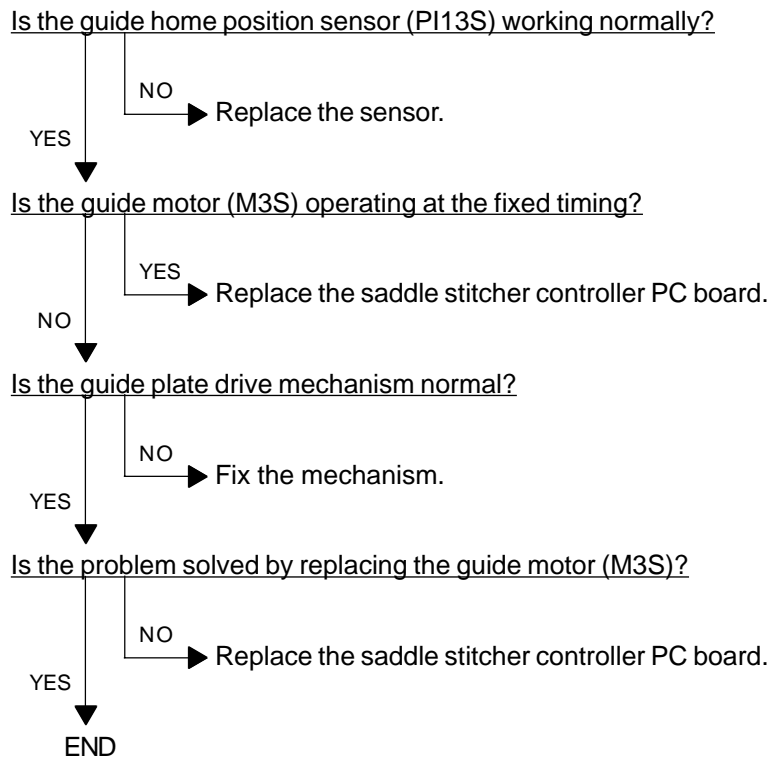 Is the guide home position sensor (PI13S) working normally?
NO
Replace the sensor.
YES
Is the guide motor (M3S) operating at the fixed timing?
YES
Replace the saddle stitcher controller PC board.
NO
Is the guide plate drive mechanism normal?
NO
Fix the mechanism.
YES
Is the problem solved by replacing the guide motor (M3S)?
NO
Replace the saddle stitcher controller PC board.
YES
END